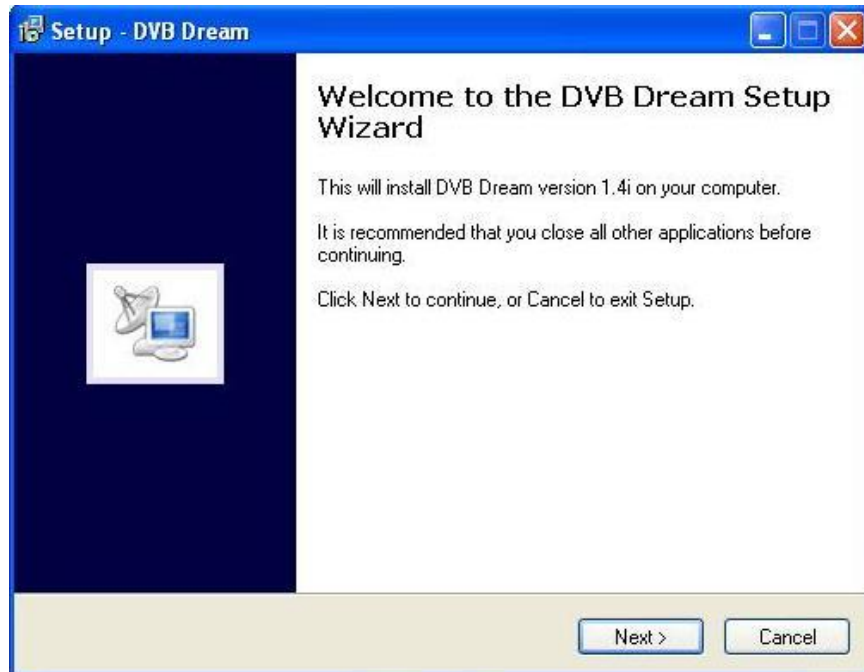 Setup - DVB Dream
Welcome to the DVB Dream Setup
Wizard
This will install DVB Dream version 1.4i on your computer.
It is recommended that you close all other applications before
continuing.
Click Next to continue, or Cancel to exit Setup.
Next >
Cancel